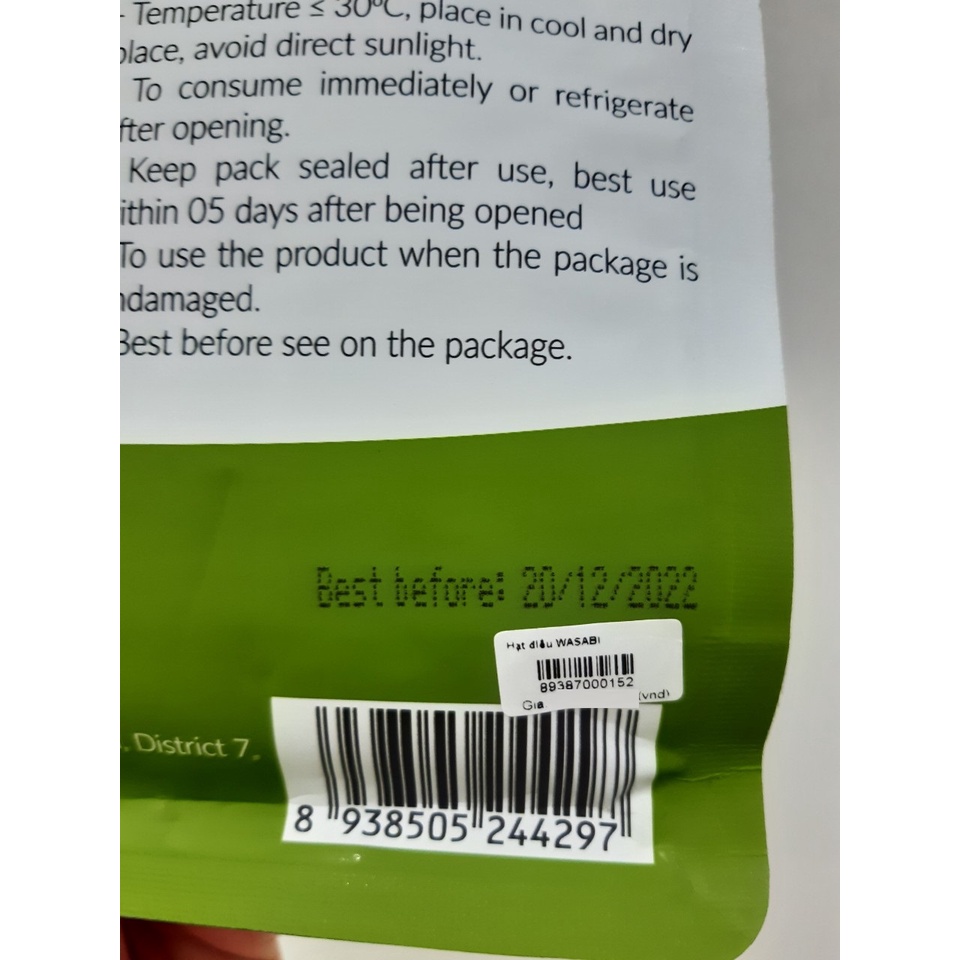 - Temperature ≤ 30ºC, place in cool and dry
place, avoid direct sunlight.
To consume immediately or refrigerate
fter opening.
Keep pack sealed after use, best use
ithin 05 days after being opened
To use the product when the package is
ndamaged.
Best before see on the package.
Best before: 20/12/2022
Hạt điều WASABI
89387000152
Giá (vnd)
, District 7,
8 938505 244297